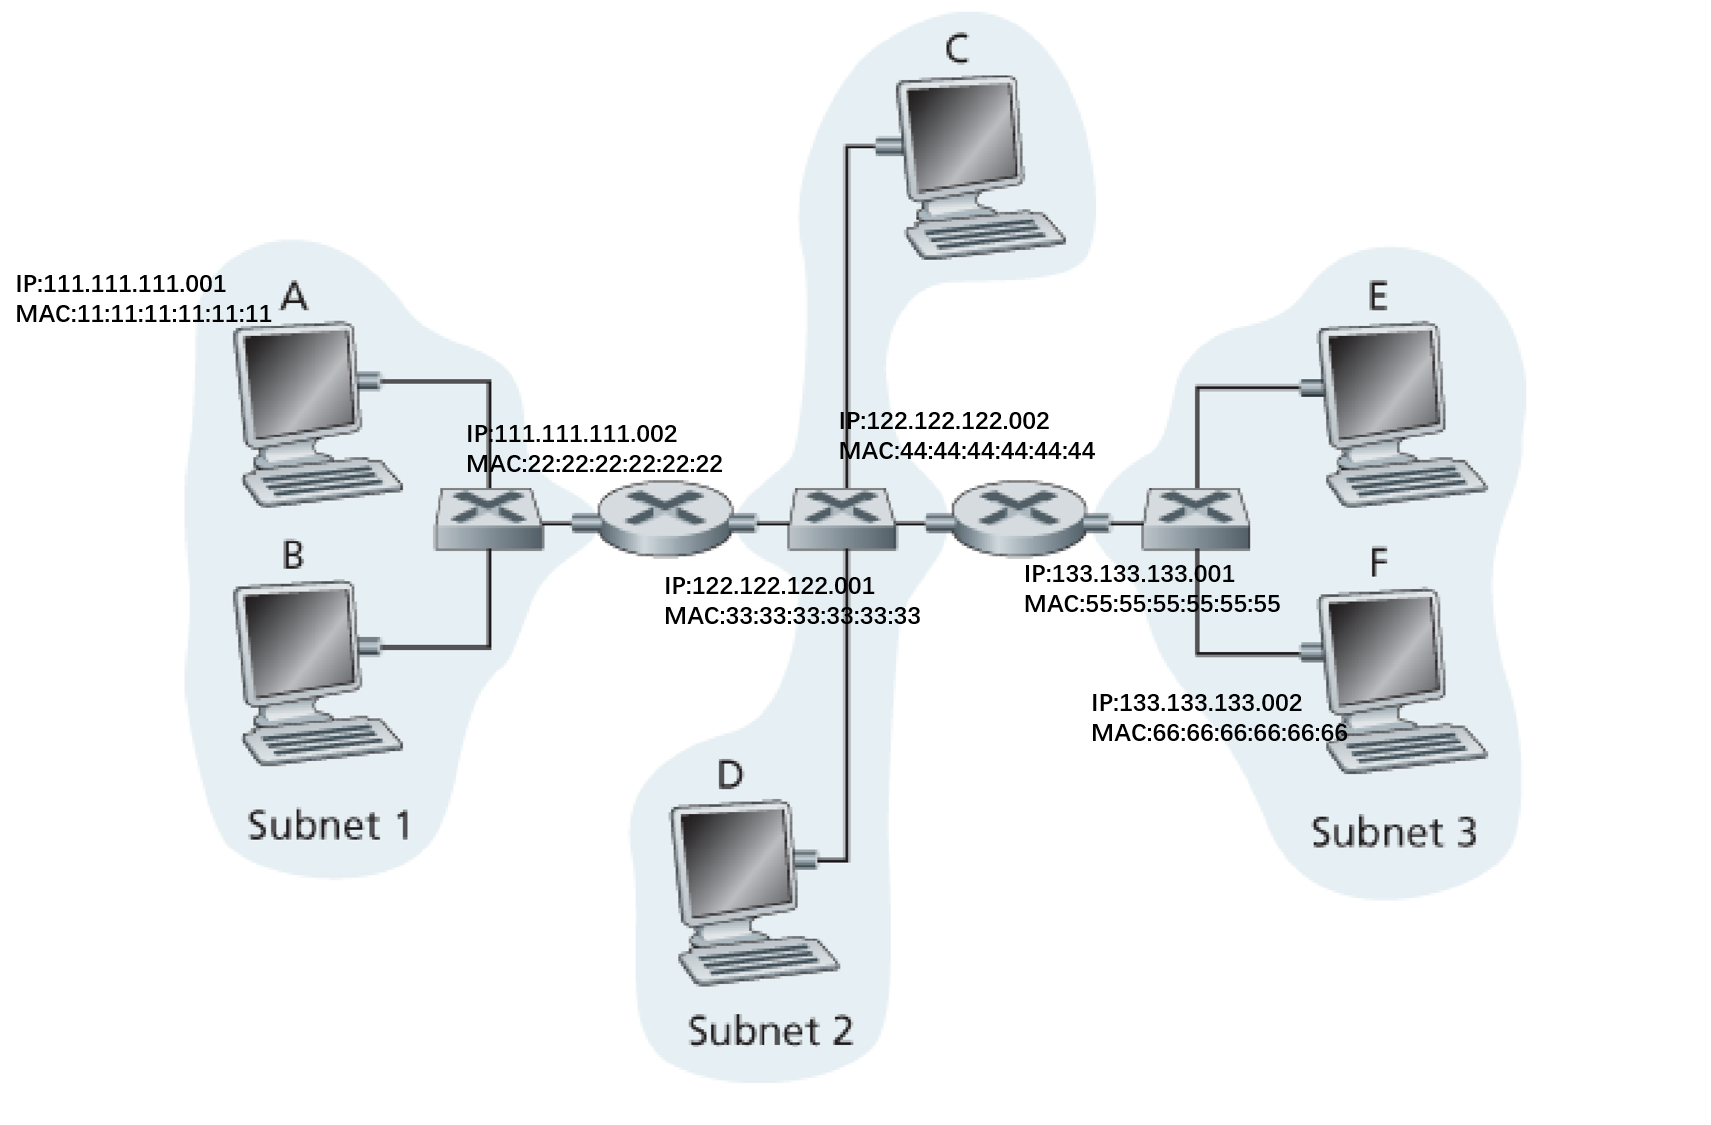 C
IP:111.111.111.001
MAC:11:11:11:11:11:11
A
E
IP:122.122.122.002
MAC:44:44:44:44:44:44
IP:111.111.111.002
MAC:22:22:22:22:22:22
B
F
IP:122.122.122.001
MAC:33:33:33:33:33:33
IP:133.133.133.001
MAC:55:55:55:55:55:55
IP:133.133.133.002
MAC:66:66:66:66:66:66
D
Subnet 1
Subnet 3
Subnet 2